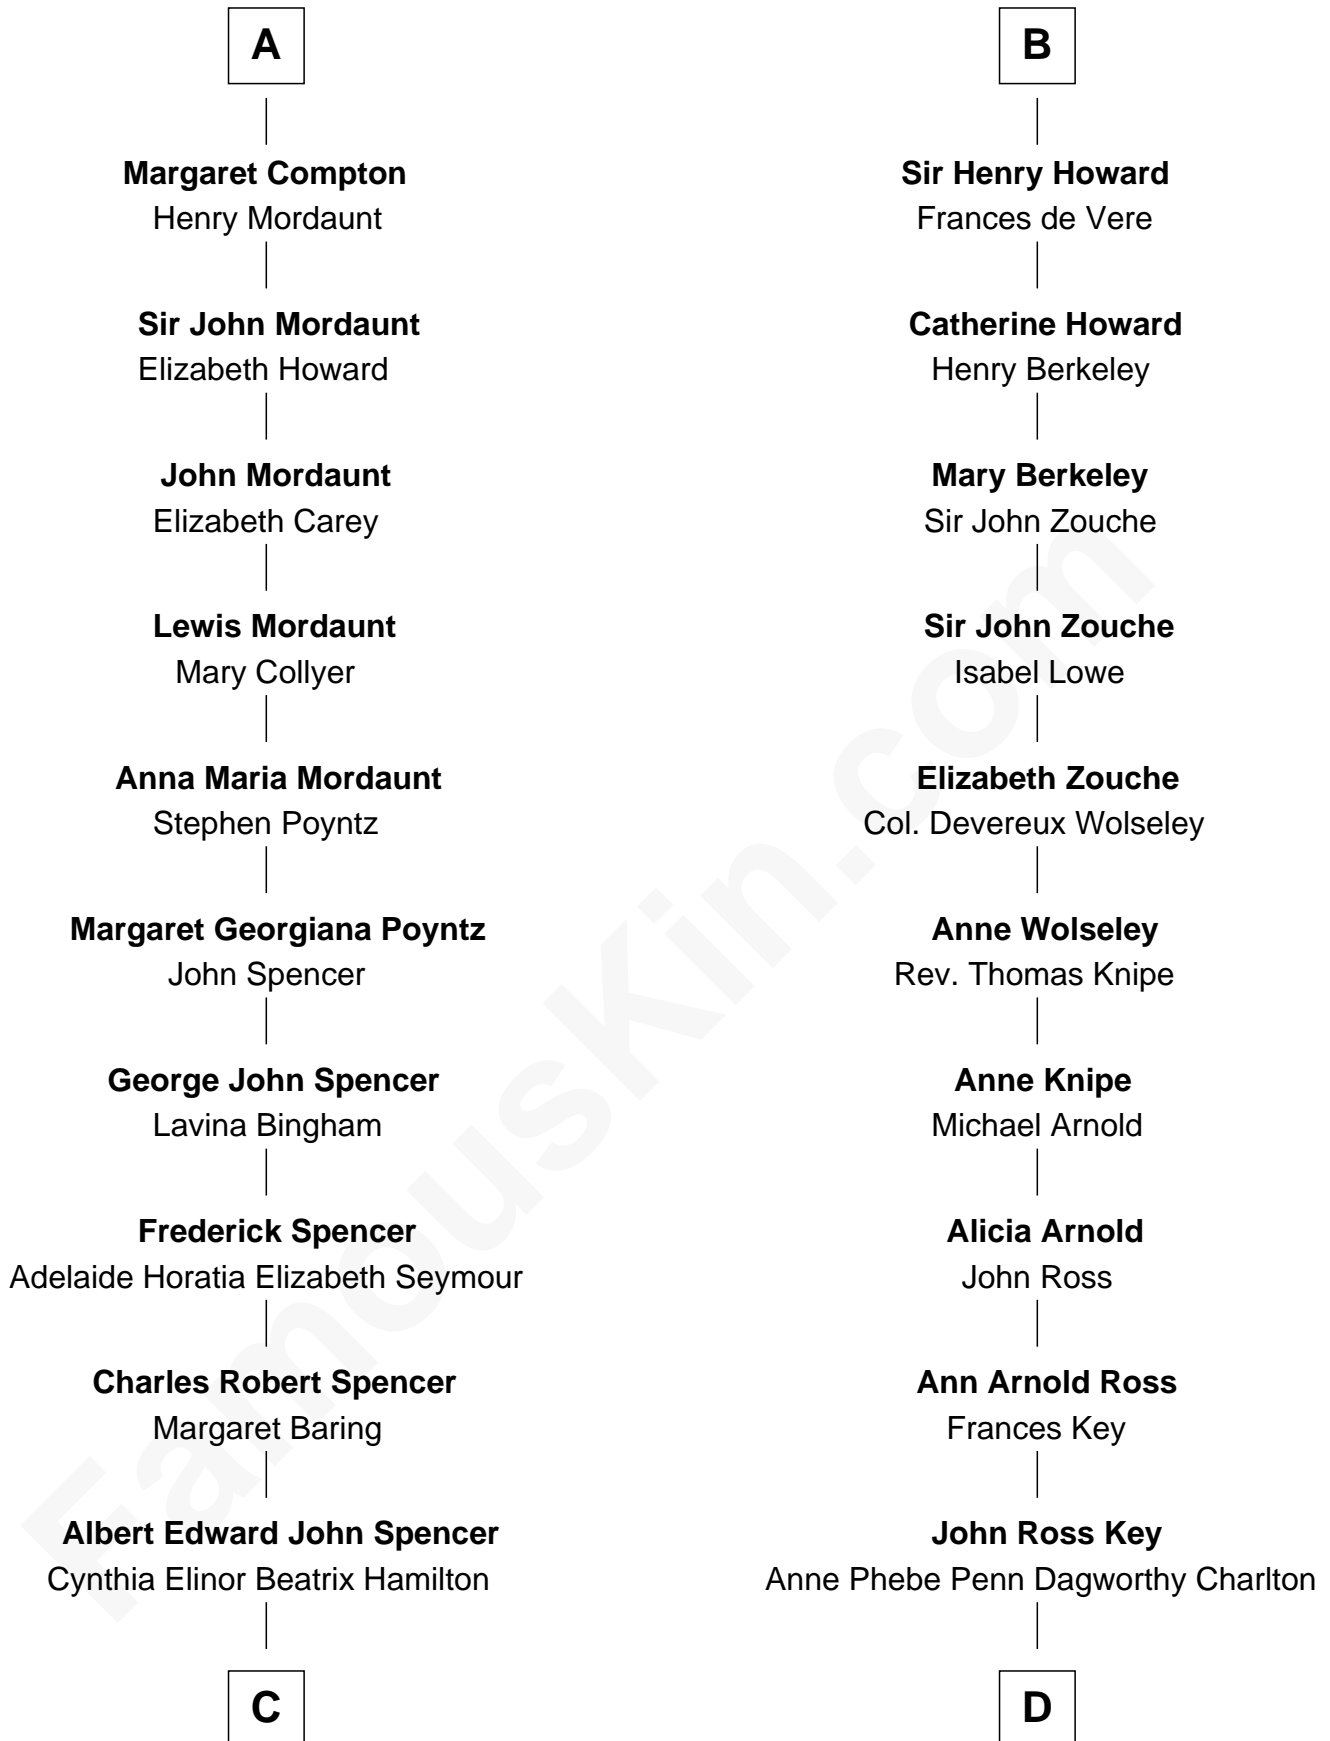 A
Margaret Compton
Henry Mordaunt
Sir John Mordaunt
Elizabeth Howard
John Mordaunt
Elizabeth Carey
Lewis Mordaunt
Mary Collyer
Anna Maria Mordaunt
Stephen Poyntz
Margaret Georgiana Poyntz
John Spencer
George John Spencer
Lavina Bingham
Frederick Spencer
Adelaide Horatia Elizabeth Seymour
Charles Robert Spencer
Margaret Baring
Albert Edward John Spencer
Cynthia Elinor Beatrix Hamilton
C
B
Sir Henry Howard
Frances de Vere
Catherine Howard
Henry Berkeley
Mary Berkeley
Sir John Zouche
Sir John Zouche
Isabel Lowe
Elizabeth Zouche
Col. Devereux Wolseley
Anne Wolseley
Rev. Thomas Knipe
Anne Knipe
Michael Arnold
Alicia Arnold
John Ross
Ann Arnold Ross
Frances Key
John Ross Key
Anne Phebe Penn Dagworthy Charlton
D
FamousKin.com